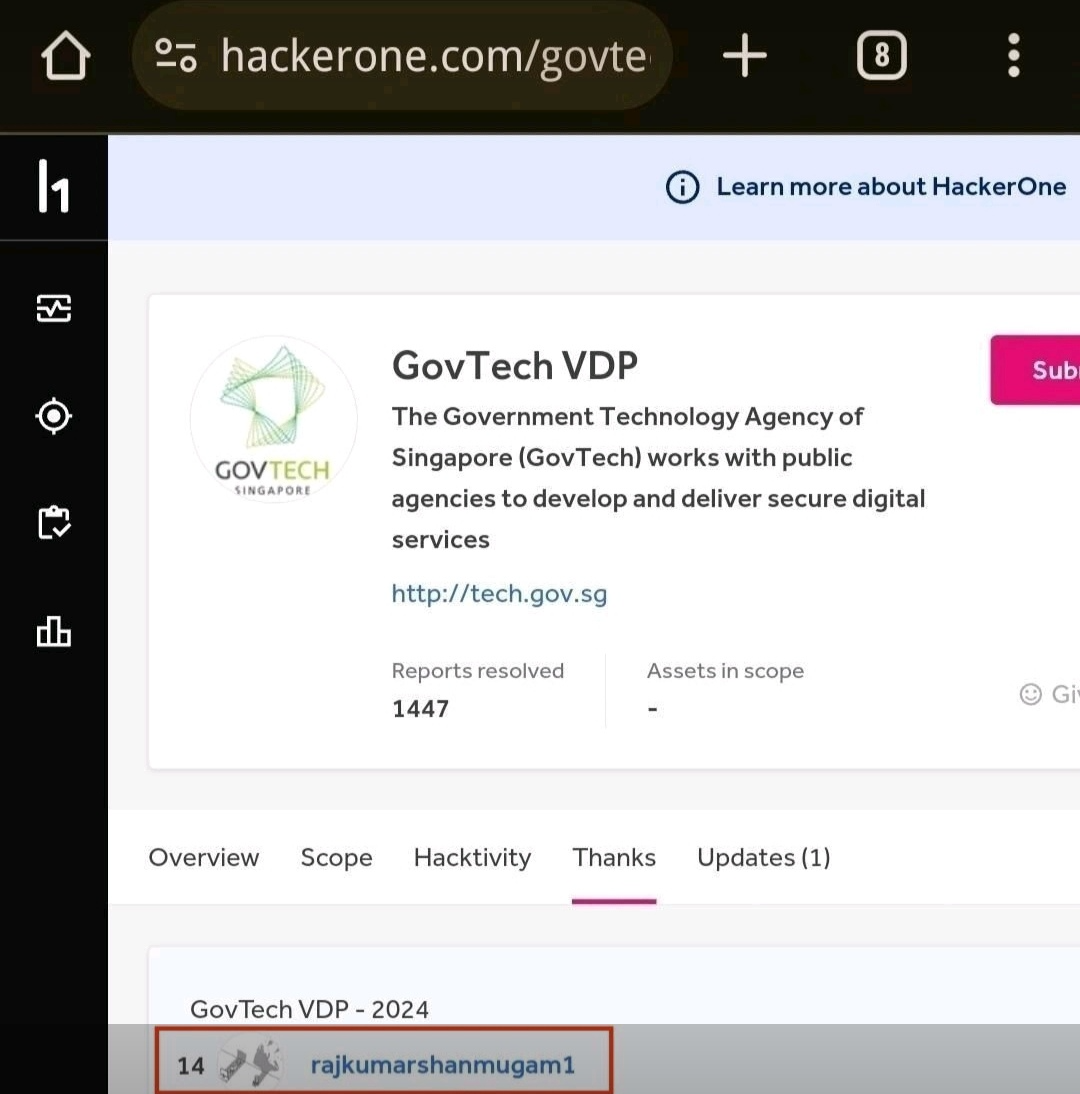 hackerone.com/govte
8
h1
Learn more about HackerOne
GOVTECH
SINGAPORE
GovTech VDP
The Government Technology Agency of
Singapore (GovTech) works with public
agencies to develop and deliver secure digital
services
http://tech.gov.sg
Sub
Reports resolved
1447
Assets in scope
-
Gi
Overview Scope Hacktivity Thanks Updates (1)
GovTech VDP - 2024
14 rajkumarshanmugam1